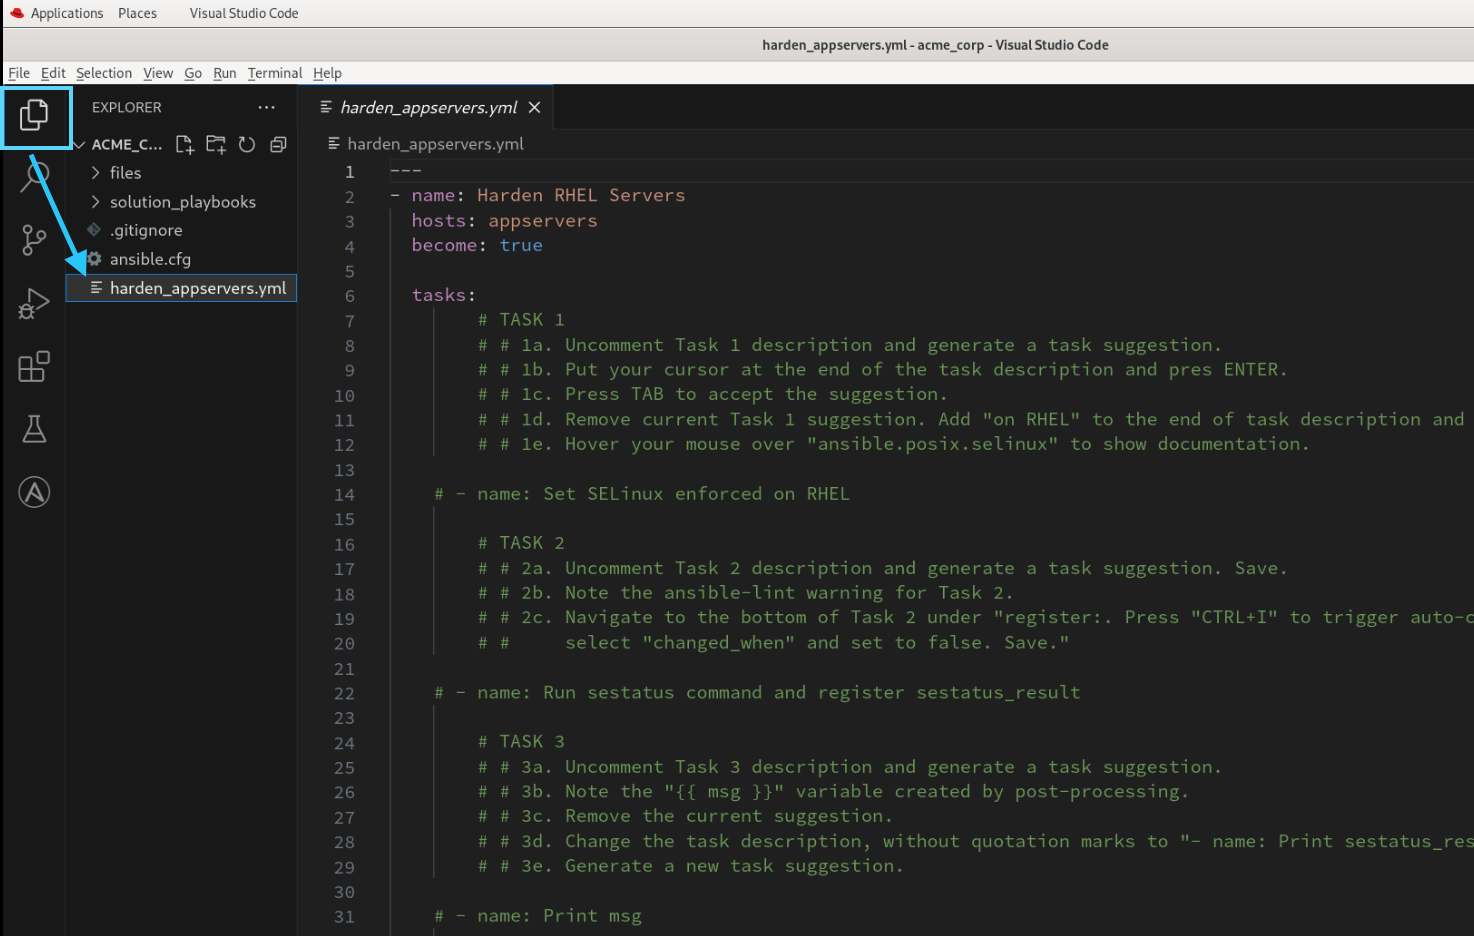 Applications Places Visual Studio Code
harden_appservers.yml - acme_corp - Visual Studio Code
File Edit Selection View Go Run Terminal Help
EXPLORER ...
harden_appservers.yml
ACME_C...
harden_appservers.yml
files
solution_playbooks
.gitignore
ansible.cfg
harden_appservers.yml
1 ---
2 - name: Harden RHEL Servers
3 hosts: appservers
4 become: true
5
6 tasks:
7 # TASK 1
8 # # 1a. Uncomment Task 1 description and generate a task suggestion.
9 # # 1b. Put your cursor at the end of the task description and pres ENTER.
10 # # 1c. Press TAB to accept the suggestion.
11 # # 1d. Remove current Task 1 suggestion. Add "on RHEL" to the end of task description and
12 # # 1e. Hover your mouse over "ansible.posix.selinux" to show documentation.
13
14 # - name: Set SELinux enforced on RHEL
15
16 # TASK 2
17 # # 2a. Uncomment Task 2 description and generate a task suggestion. Save.
18 # # 2b. Note the ansible-lint warning for Task 2.
19 # # 2c. Navigate to the bottom of Task 2 under "register:. Press "CTRL+I" to trigger auto-c
20 # # select "changed_when" and set to false. Save."
21
22 # - name: Run sestatus command and register sestatus_result
23
24 # TASK 3
25 # # 3a. Uncomment Task 3 description and generate a task suggestion.
26 # # 3b. Note the "{{ msg }}" variable created by post-processing.
27 # # 3c. Remove the current suggestion.
28 # # 3d. Change the task description, without quotation marks to "- name: Print sestatus_res
29 # # 3e. Generate a new task suggestion.
30
31 # - name: Print msg